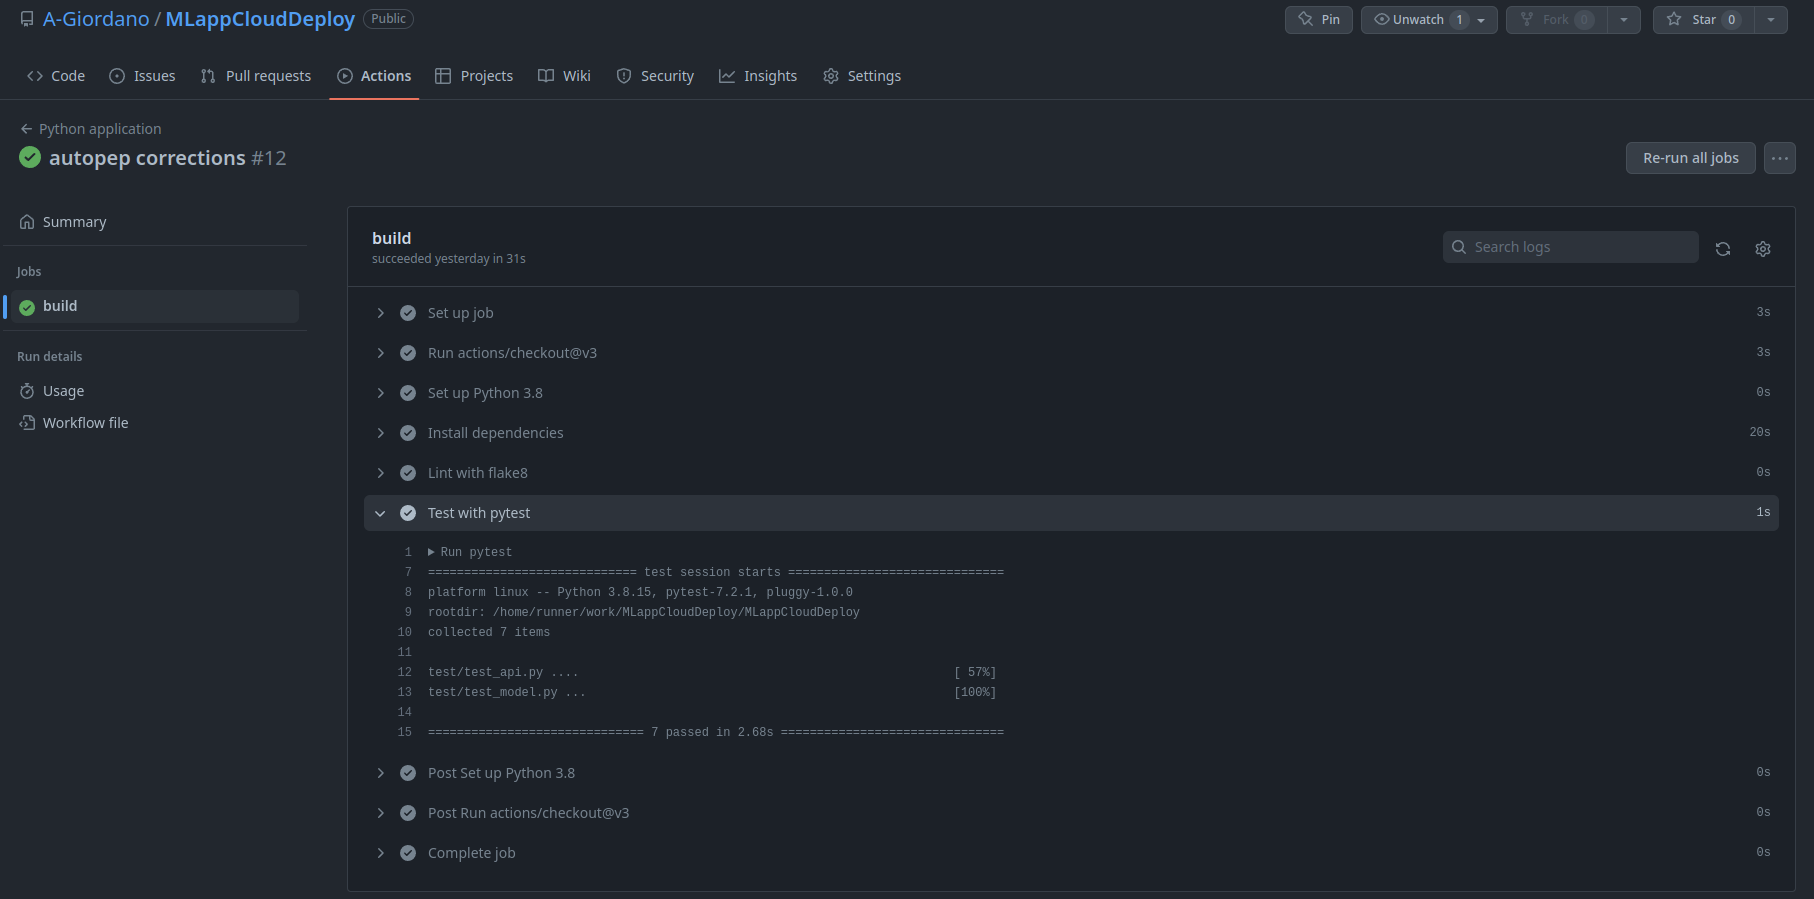 A-Giordano / MLappCloudDeploy Public
Pin Unwatch 1 Fork 0 Star 0
Code Issues Pull requests Actions Projects Wiki Security Insights Settings
Python application
autopep corrections #12
Re-run all jobs ...
Summary
Jobs
build
Run details
Usage
Workflow file
build
succeeded yesterday in 31s
Search logs
Set up job 3s
Run actions/checkout@v3 3s
Set up Python 3.8 0s
Install dependencies 20s
Lint with flake8 0s
Test with pytest 1s
1 Run pytest
7 ============================= test session starts ==============================
8 platform linux -- Python 3.8.15, pytest-7.2.1, pluggy-1.0.0
9 rootdir: /home/runner/work/MLappCloudDeploy/MLappCloudDeploy
10 collected 7 items
11
12 test/test_api.py .... [ 57%]
13 test/test_model.py ... [100%]
14
15 ============================== 7 passed in 2.68s ===============================
Post Set up Python 3.8 0s
Post Run actions/checkout@v3 0s
Complete job 0s